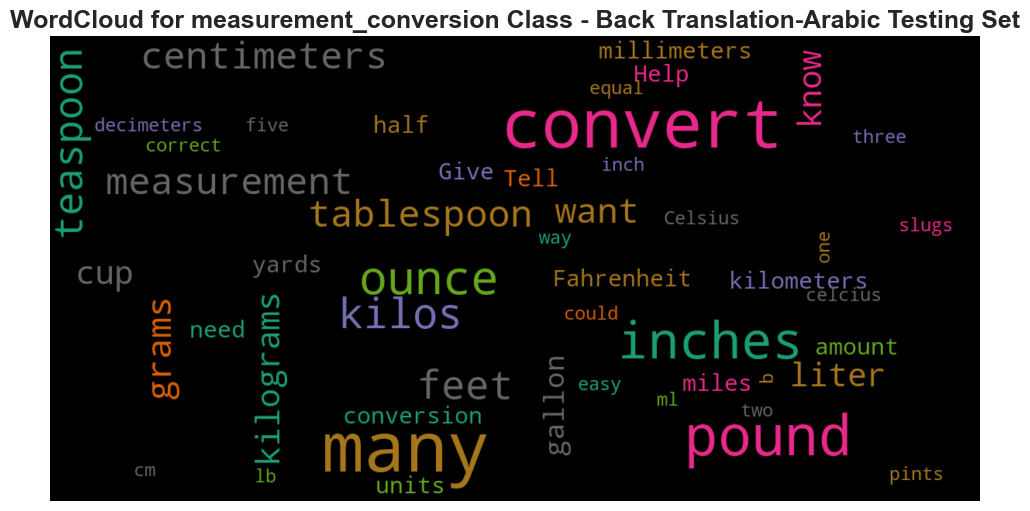 WordCloud for measurement_conversion Class - Back Translation-Arabic Testing Set
teaspoon
centimeters
millimeters
Help
know
equal
convert
decimeters
five
half
correct
three
inch
Give
Tell
measurement
tablespoon
want
Celsius
slugs
way
one
cup
yards
ounce
Fahrenheit
kilometers
celcius
grams
need
kilograms
kilos
could
inches
amount
feet
gallon
easy
miles
b
liter
ml
conversion
two
many
pound
cm
lb
units
pints